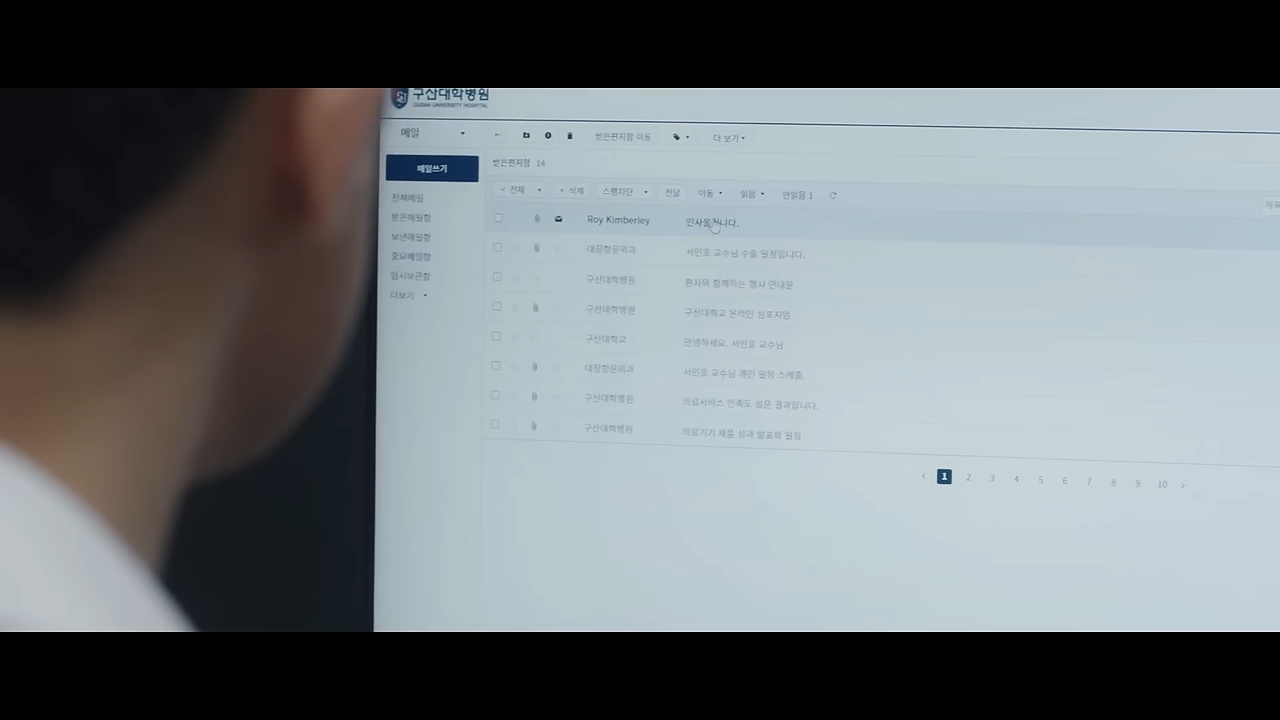 구산대학병원
GUSAN UNIVERSITY HOSPITAL
메일
받은편지함 이동 더 보기
메일쓰기
받은편지함 14
전체 × 삭제 스팸차단 전달 이동 읽음 안읽음 1
제목
전체메일
받은메일함
보낸메일함
중요메일함
임시보관함
더보기
Roy Kimberley
대장항문외과 서민호 교수님 수술 일정입니다.
구산대학병원 환자와 함께하는 행사 안내문
구산대학병원 구산대학교 온라인 심포지엄
구산대학교 안녕하세요. 서민호 교수님
대장항문외과 서민호 교수님 개인 일정 스케줄.
구산대학병원 의료서비스 만족도 설문 결과입니다.
구산대학병원 의료기기 제품 성과 발표회 일정
< 1 2 3 4 5 6 7 8 9 10 >